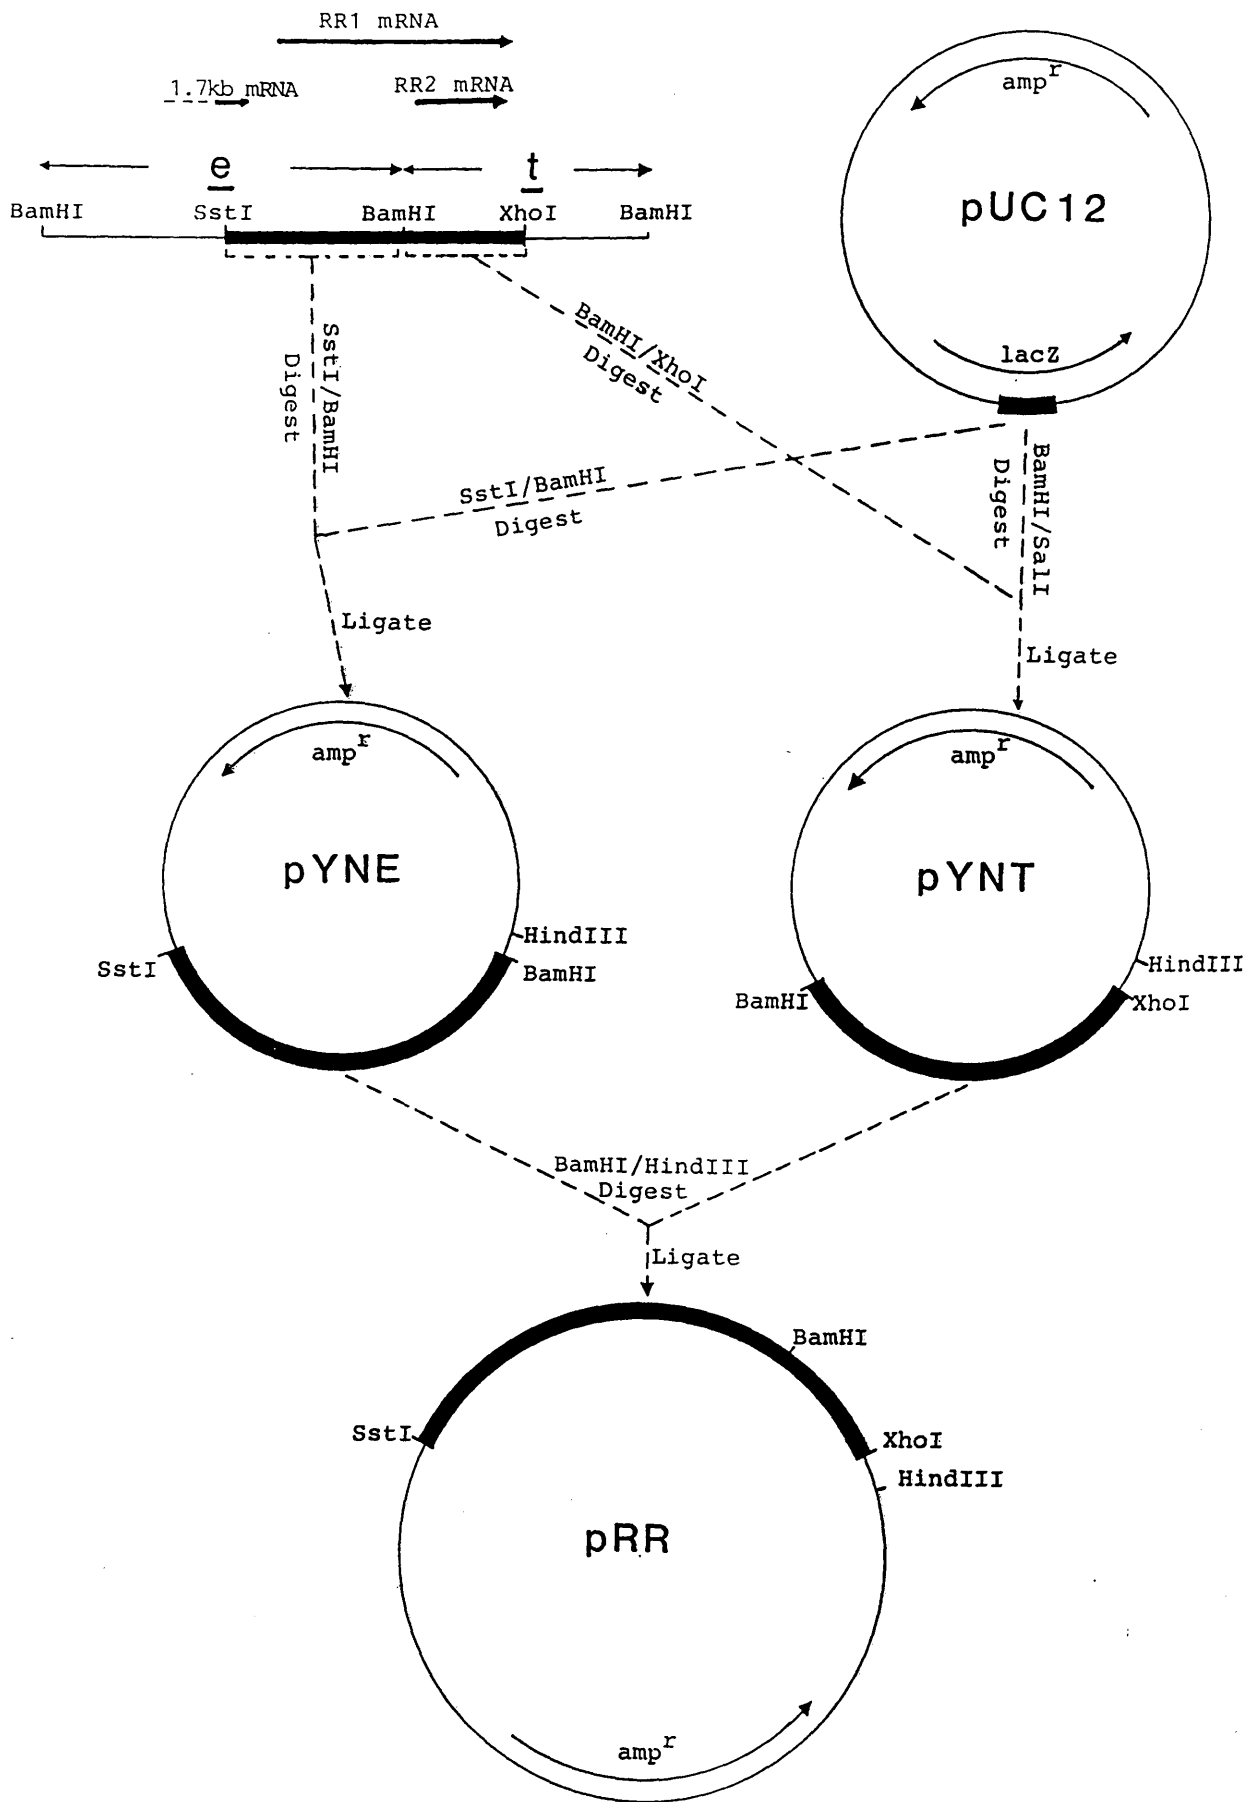 RR1 mRNA
1.7kb mRNA
RR2 mRNA
e
t
BamHI
SstI
BamHI
XhoI
BamHI
amp^r
pUC12
lacZ
SstI/BamHI
Digest
BamHI/XhoI
Digest
SstI/BamHI
Digest
BamHI/SalI
Digest
Ligate
Ligate
amp^r
pYNE
HindIII
SstI
BamHI
amp^r
pYNT
HindIII
BamHI
XhoI
BamHI/HindIII
Digest
Ligate
BamHI
SstI
XhoI
HindIII
pRR
amp^r